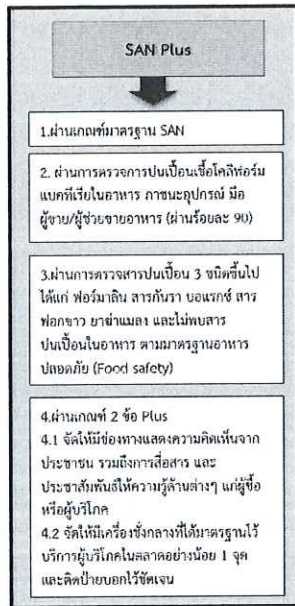 SAN Plus
1.ผ่านเกณฑ์มาตรฐาน SAN
2. ผ่านการตรวจการปนเปื้อนเชื้อโคลิฟอร์ม
แบคทีเรียในอาหาร ภาชนะอุปกรณ์ มือ
ผู้ขาย/ผู้ช่วยขายอาหาร (ผ่านร้อยละ 90)
3.ผ่านการตรวจสารปนเปื้อน 3 ชนิดขึ้นไป
ได้แก่ ฟอร์มาลิน สารกันรา บอแรกซ์ สาร
ฟอกขาว ยาฆ่าแมลง และไม่พบสาร
ปนเปื้อนในอาหาร ตามมาตรฐานอาหาร
ปลอดภัย (Food safety)
4.ผ่านเกณฑ์ 2 ข้อ Plus
4.1 จัดให้มีช่องทางแสดงความคิดเห็นจาก
ประชาชน รวมถึงการสื่อสาร และ
ประชาสัมพันธ์ให้ความรู้ด้านต่างๆ แก่ผู้ซื้อ
หรือผู้บริโภค
4.2 จัดให้มีเครื่องชั่งกลางที่ได้มาตรฐานไว้
บริการผู้บริโภคในตลาดอย่างน้อย 1 จุด
และติดป้ายบอกไว้ชัดเจน